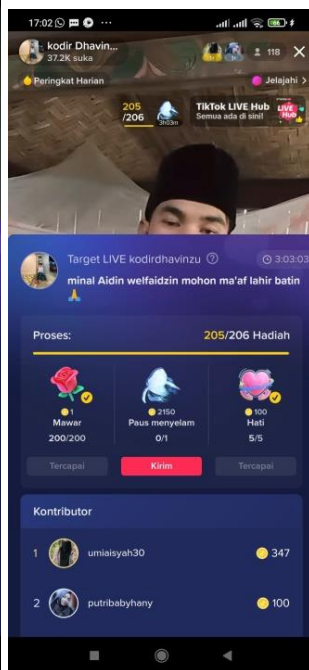 17:02
kodir Dhavin...
37.2K suka
118
Peringkat Harian
Jelajahi >
205
/206
3h03m
TikTok LIVE Hub
Semua ada di sini!
LIVE
Hub
Target LIVE kodirdhavinzu
3:03:03
minal Aidin welfaidzin mohon ma'af lahir batin
Proses:
205/206 Hadiah
1
2150
100
Mawar
Paus menyelam
Hati
200/200
0/1
5/5
Tercapai
Kirim
Tercapai
Kontributor
1 umiaisyah30 347
2 putribabyhany 100